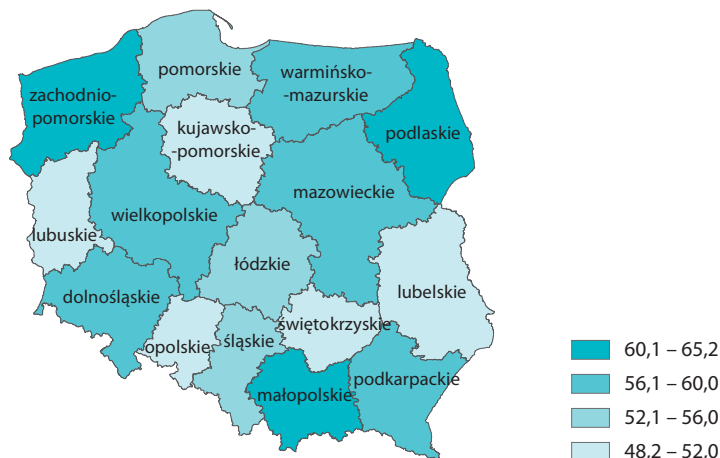 pomorskie
warmińsko-
-mazurskie
zachodnio-
pomorskie
kujawsko-
-pomorskie
podlaskie
mazowieckie
wielkopolskie
lubuskie
łódzkie
dolnośląskie
lubelskie
świętokrzyskie
opolskie
śląskie
podkarpackie
małopolskie
60,1 – 65,2
56,1 – 60,0
52,1 – 56,0
48,2 – 52,0